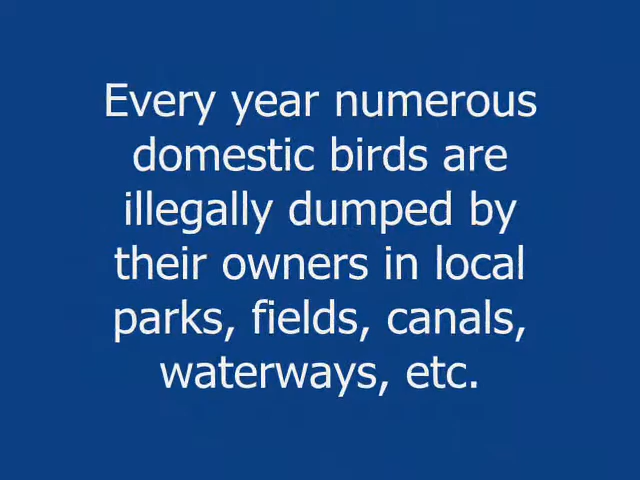 Every year numerous
domestic birds are
illegally dumped by
their owners in local
parks, fields, canals,
waterways, etc.